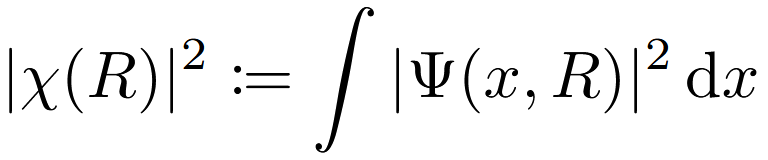 |χ(R)|² := ∫ |Ψ(x, R)|² dx